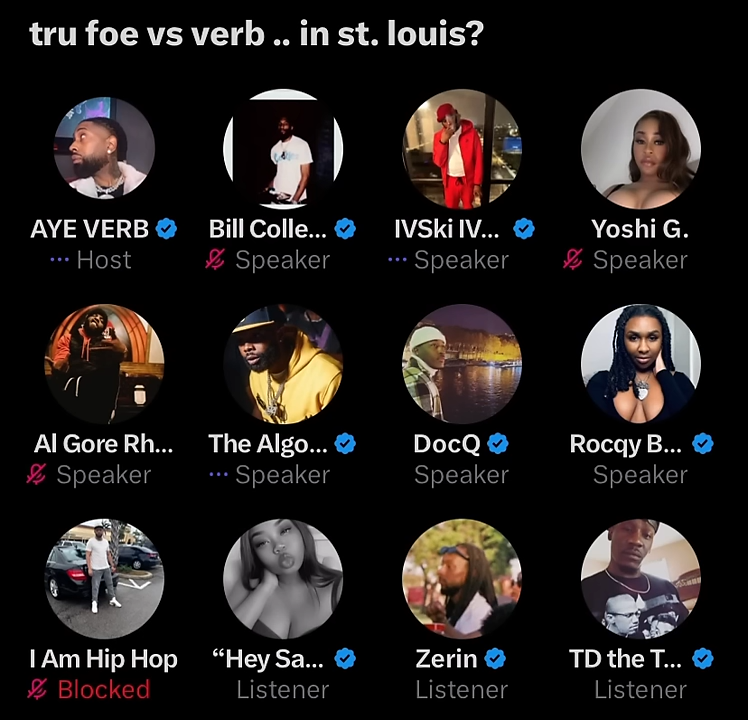 tru foe vs verb .. in st. louis?
AYE VERB Bill Colle... IVSki IV... Yoshi G.
Host Speaker Speaker Speaker
Al Gore Rh... The Algo... DocQ Rocqy B...
Speaker Speaker Speaker Speaker
I Am Hip Hop “Hey Sa... Zerin TD the T...
Blocked Listener Listener Listener